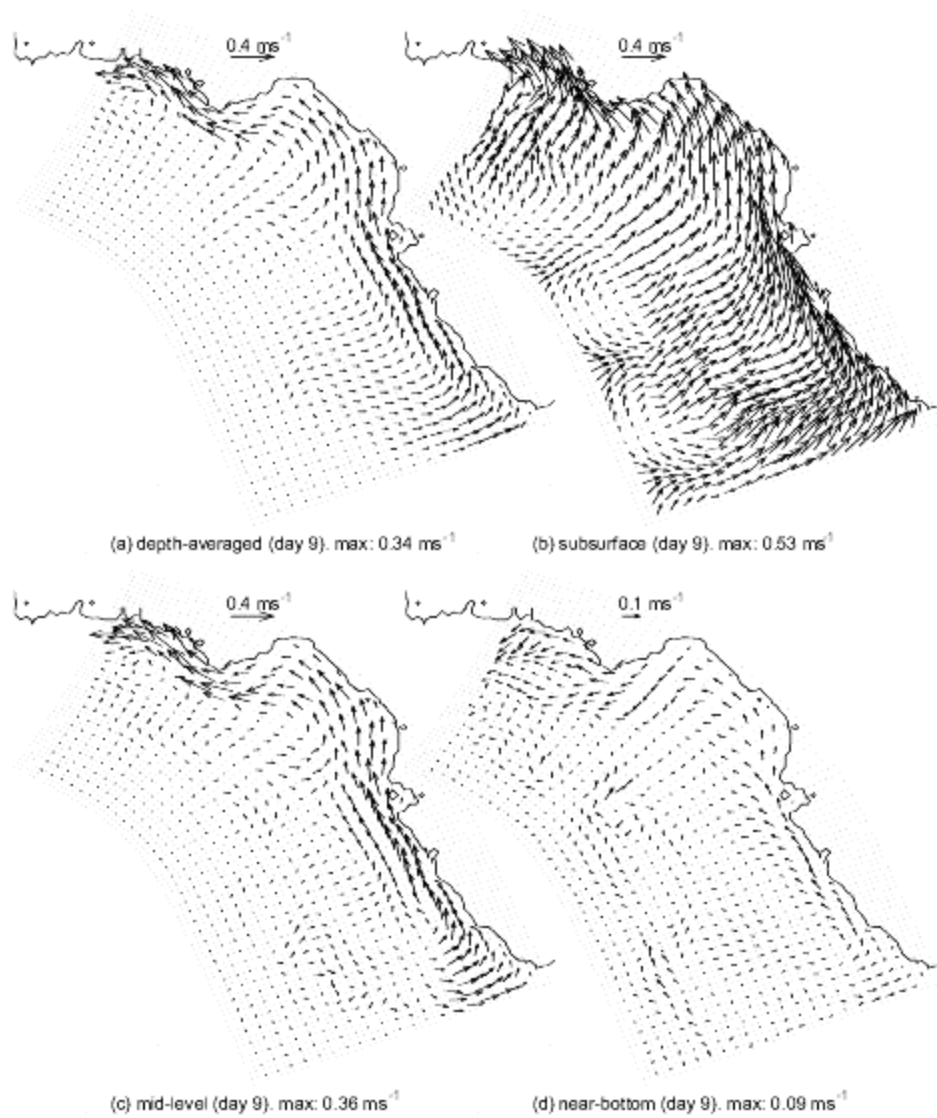 0.4 ms⁻¹
0.4 ms⁻¹
(a) depth-averaged (day 9). max: 0.34 ms⁻¹
(b) subsurface (day 9). max: 0.53 ms⁻¹
0.4 ms⁻¹
0.1 ms⁻¹
(c) mid-level (day 9). max: 0.36 ms⁻¹
(d) near-bottom (day 9). max: 0.09 ms⁻¹